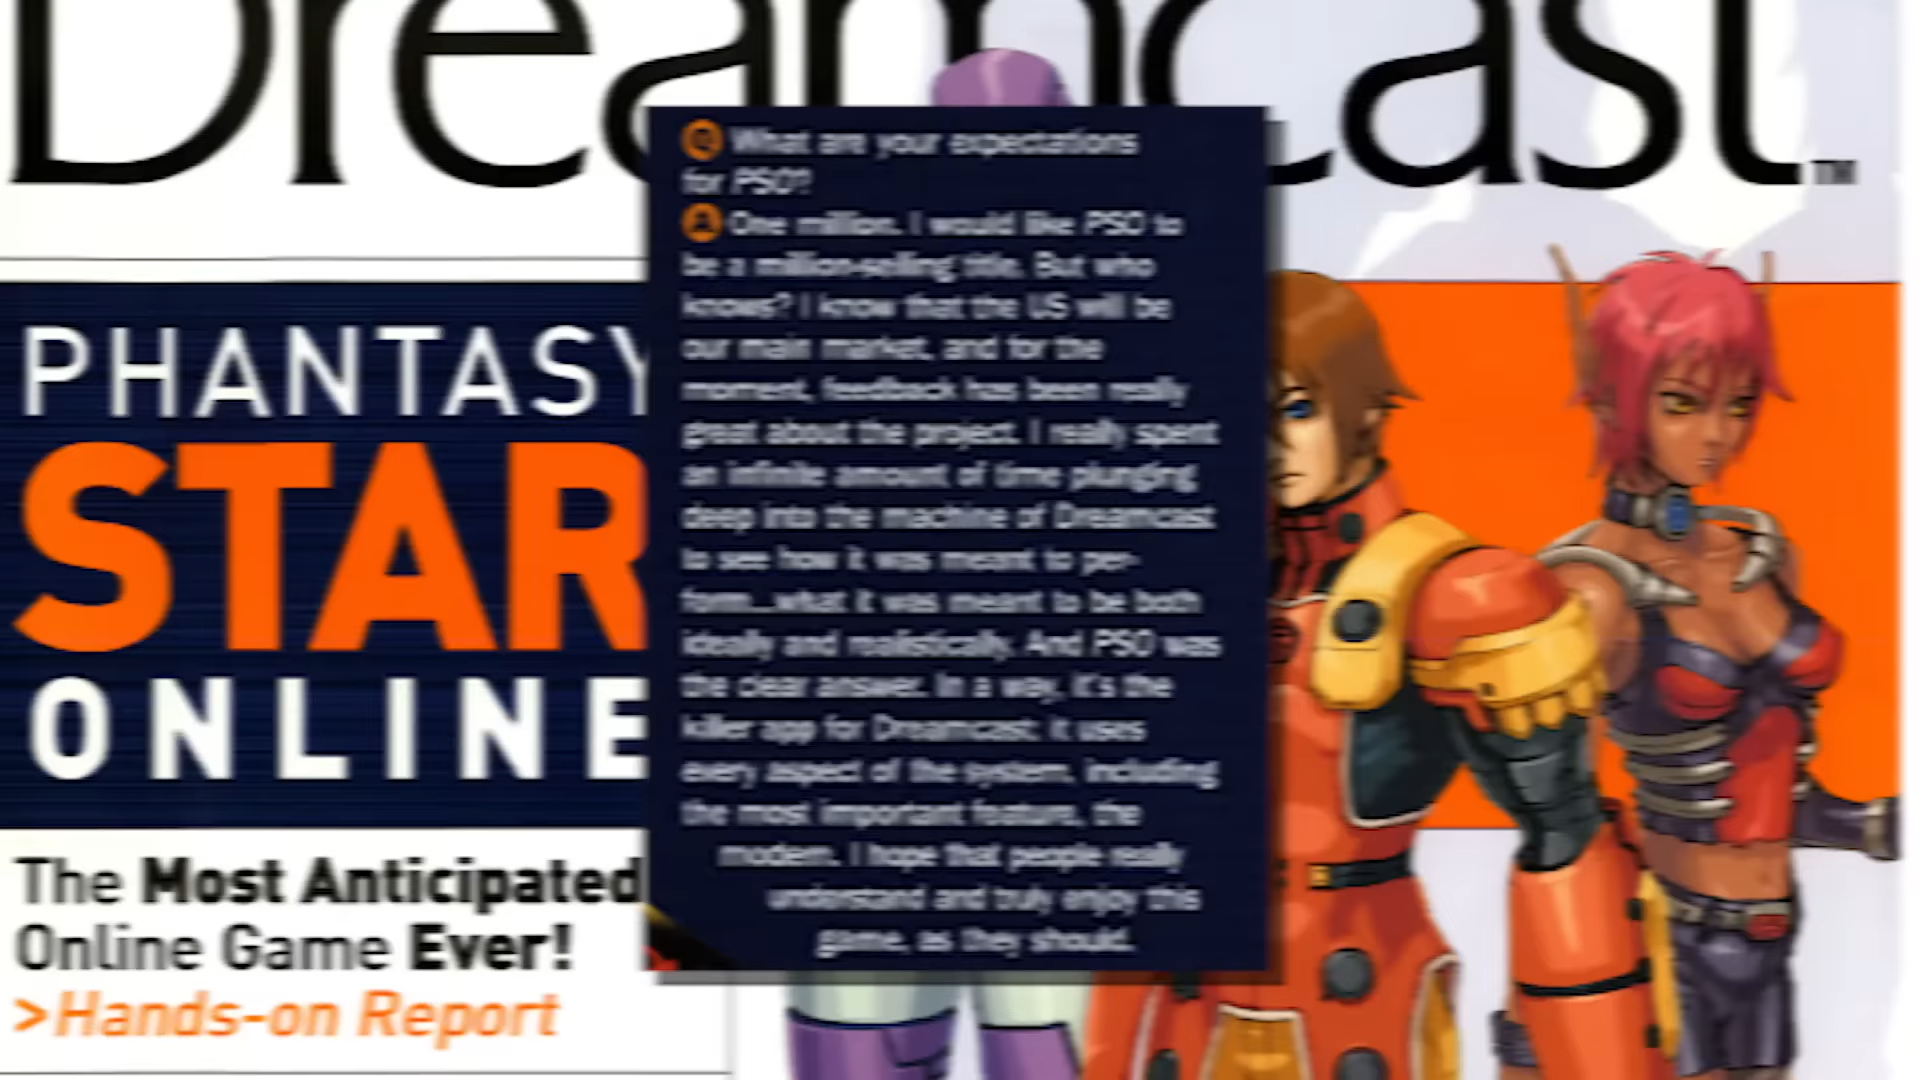 Dreamcast™
PHANTASY
STAR
ONLINE
The Most Anticipated
Online Game Ever!
>Hands-on Report
Q What are your expectations
for PSO?
A One million. I would like PSO to
be a million-selling title. But who
knows? I know that the US will be
our main market, and for the
moment, feedback has been really
great about the project. I really spent
an infinite amount of time plunging
deep into the machine of Dreamcast
to see how it was meant to per-
form...what it was meant to be both
ideally and realistically. And PSO was
the clear answer. In a way, it's the
killer app for Dreamcast; it uses
every aspect of the system, including
the most important feature, the
modem. I hope that people really
understand and truly enjoy this
game, as they should.